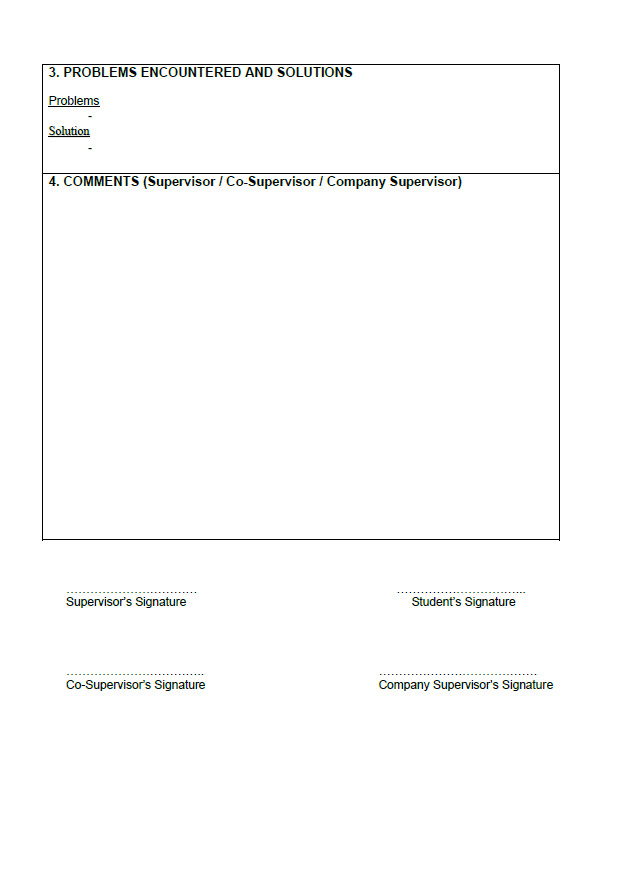 3. PROBLEMS ENCOUNTERED AND SOLUTIONS
Problems
-
Solution
-
4. COMMENTS (Supervisor / Co-Supervisor / Company Supervisor)
…………………………… …………………………...
Supervisor's Signature Student's Signature
…………………………….. ………………………………….
Co-Supervisor's Signature Company Supervisor's Signature